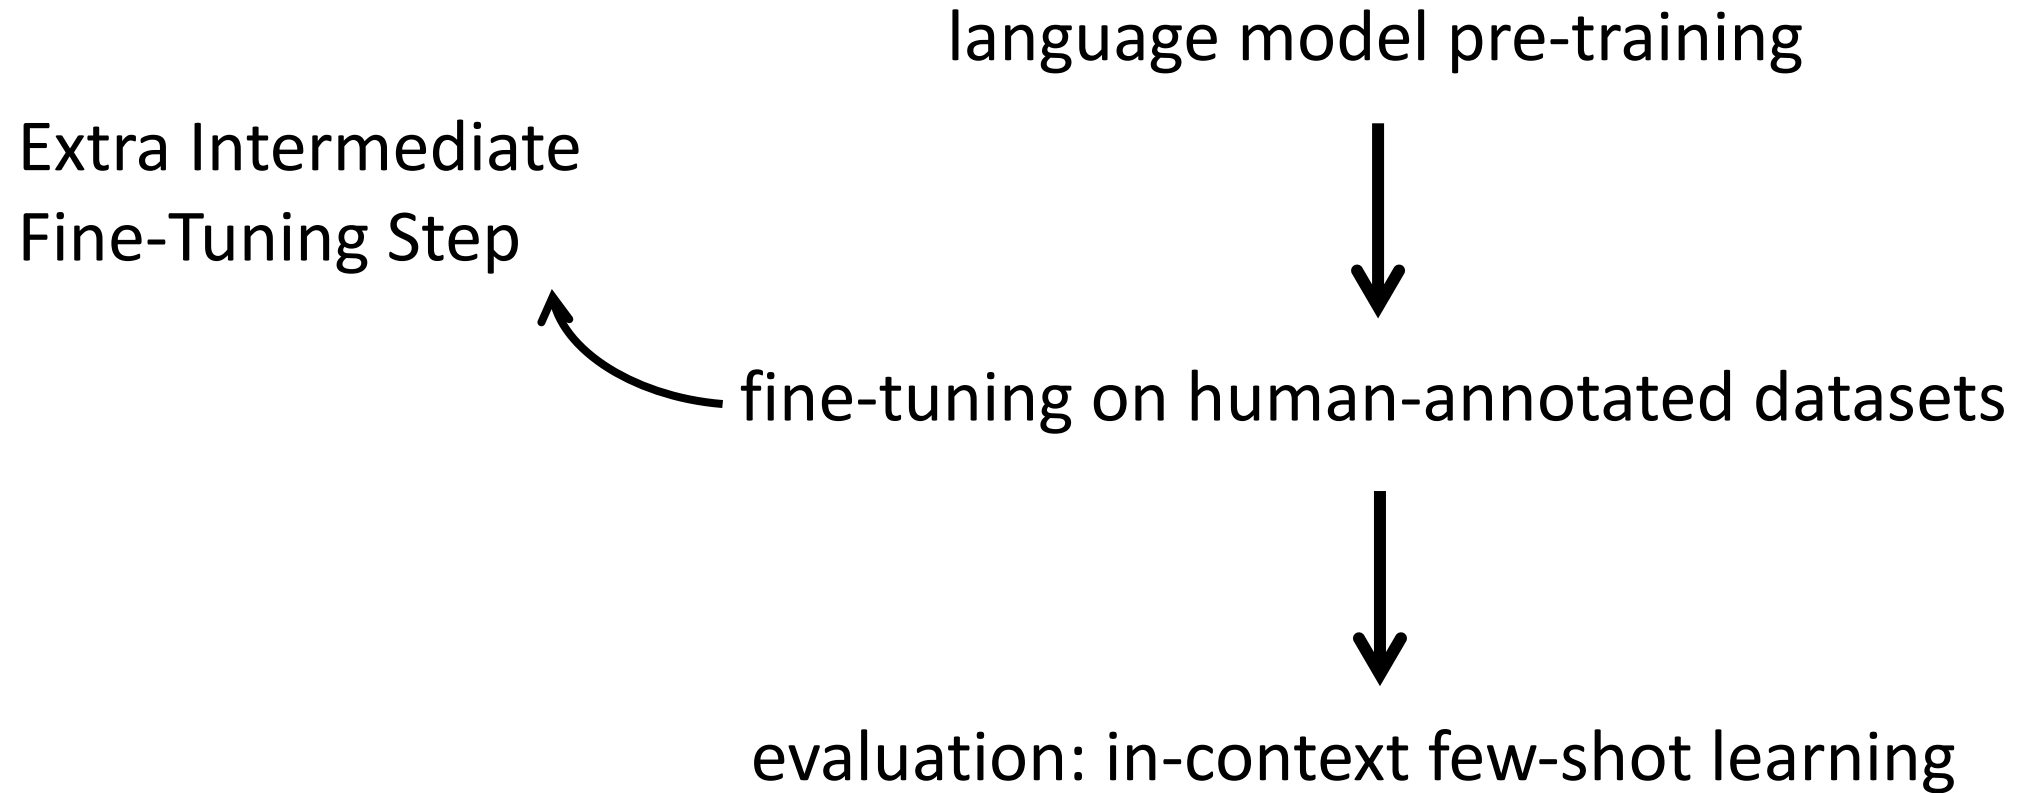 language model pre-training
Extra Intermediate
Fine-Tuning Step
fine-tuning on human-annotated datasets
evaluation: in-context few-shot learning